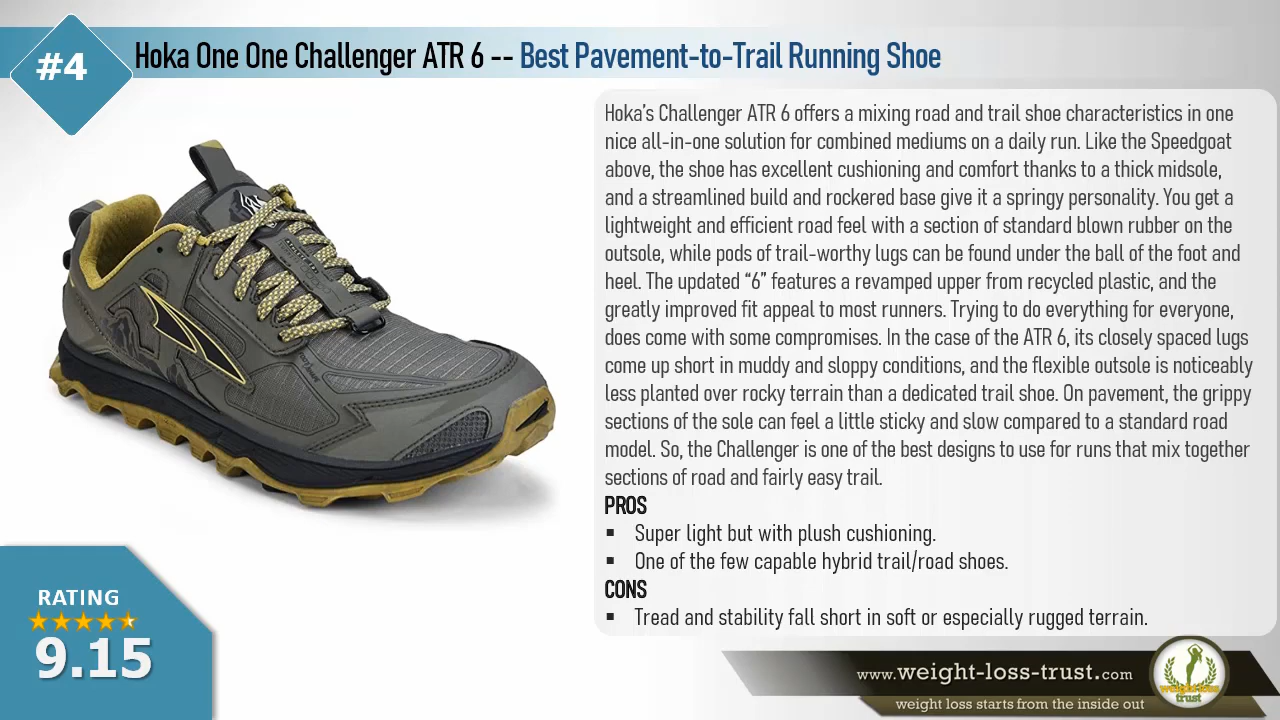 #4
Hoka One One Challenger ATR 6 -- Best Pavement-to-Trail Running Shoe
Hoka’s Challenger ATR 6 offers a mixing road and trail shoe characteristics in one
nice all-in-one solution for combined mediums on a daily run. Like the Speedgoat
above, the shoe has excellent cushioning and comfort thanks to a thick midsole,
and a streamlined build and rockered base give it a springy personality. You get a
lightweight and efficient road feel with a section of standard blown rubber on the
outsole, while pods of trail-worthy lugs can be found under the ball of the foot and
heel. The updated “6” features a revamped upper from recycled plastic, and the
greatly improved fit appeal to most runners. Trying to do everything for everyone,
does come with some compromises. In the case of the ATR 6, its closely spaced lugs
come up short in muddy and sloppy conditions, and the flexible outsole is noticeably
less planted over rocky terrain than a dedicated trail shoe. On pavement, the grippy
sections of the sole can feel a little sticky and slow compared to a standard road
model. So, the Challenger is one of the best designs to use for runs that mix together
sections of road and fairly easy trail.
PROS
▪ Super light but with plush cushioning.
▪ One of the few capable hybrid trail/road shoes.
CONS
▪ Tread and stability fall short in soft or especially rugged terrain.
RATING
9.15
www.weight-loss-trust.com
weight loss starts from the inside out
weight loss
trust